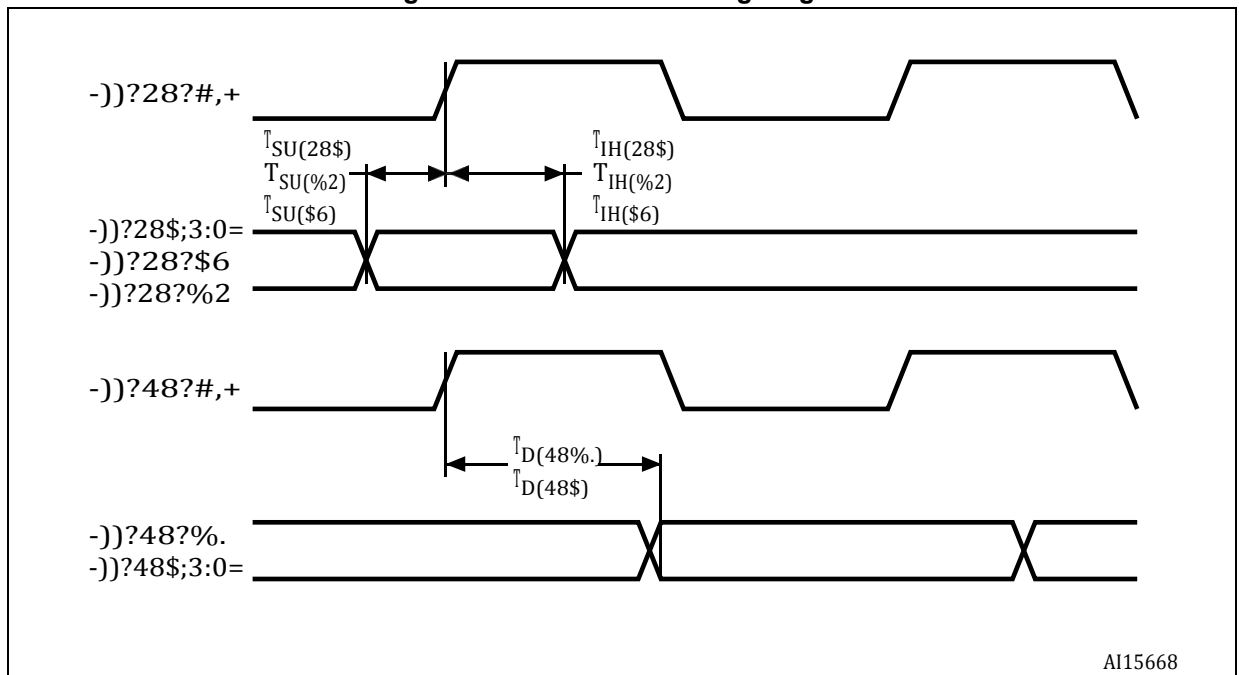 -))?28?#,+
TSU(28$)
TSU(%2)
TSU($6)
TIH(28$)
TIH(%2)
TIH($6)
-))?28$;3:0=
-))?28?$6
-))?28?%2
-))?48?#,+
TD(48%.)
TD(48$)
-))?48?%.
-))?48$;3:0=
AI15668